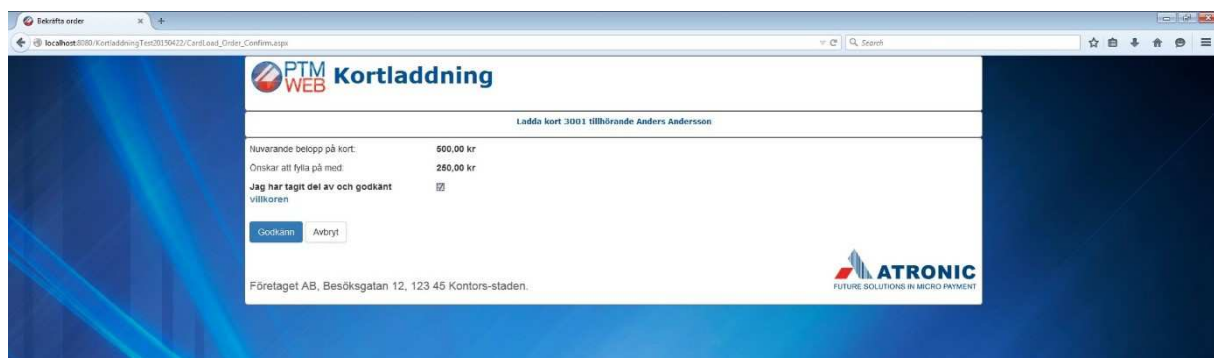 Bekräfta order
localhost:8080/KortladdningTest20150422/CardLoad_Order_Confirm.aspx
Search
PTM WEB Kortladdning
Ladda kort 3001 tillhörande Anders Andersson
Nuvarande belopp på kort: 500,00 kr
Önskar att fylla på med: 250,00 kr
Jag har tagit del av och godkänt
villkoren
Godkänn Avbryt
ATRONIC
FUTURE SOLUTIONS IN MICRO PAYMENT
Företaget AB, Besöksgatan 12, 123 45 Kontors-staden.